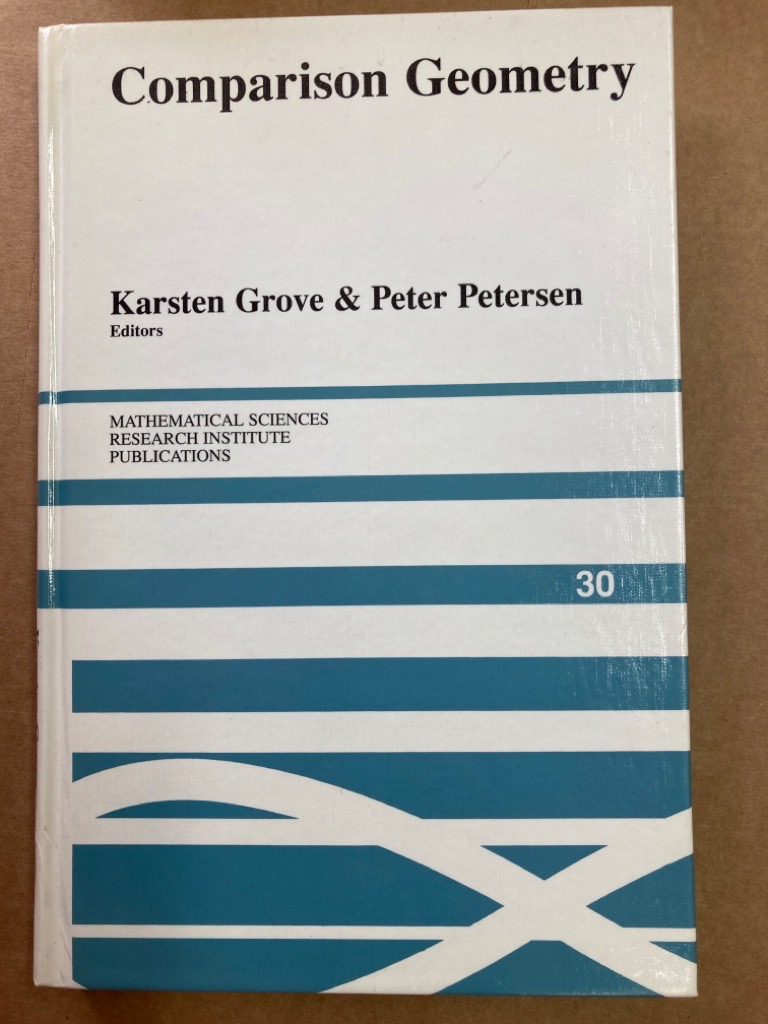 Comparison Geometry
Karsten Grove & Peter Petersen
Editors
MATHEMATICAL SCIENCES
RESEARCH INSTITUTE
PUBLICATIONS
30